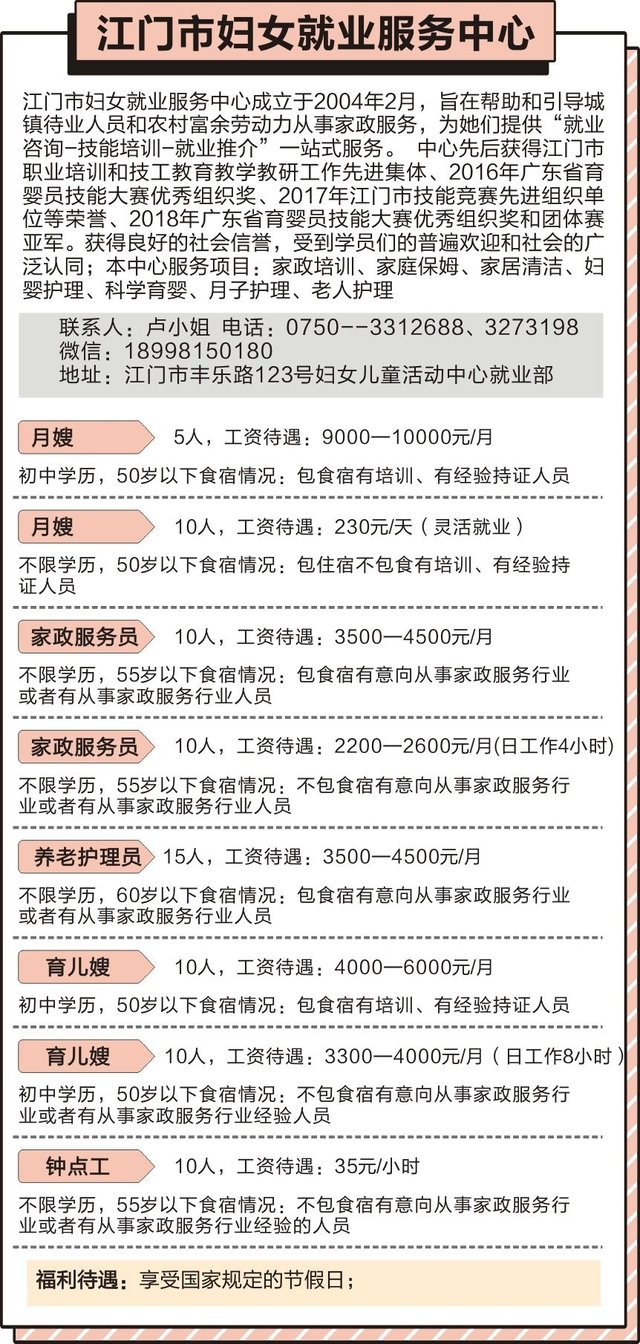 江门市妇女就业服务中心
江门市妇女就业服务中心成立于2004年2月，旨在帮助和引导城
镇待业人员和农村富余劳动力从事家政服务，为她们提供“就业
咨询-技能培训-就业推介”一站式服务。 中心先后获得江门市
职业培训和技工教育教学教研工作先进集体、2016年广东省育
婴员技能大赛优秀组织奖、2017年江门市技能竞赛先进组织单
位等荣誉、2018年广东省育婴员技能大赛优秀组织奖和团体赛
亚军。获得良好的社会信誉，受到学员们的普遍欢迎和社会的广
泛认同；本中心服务项目：家政培训、家庭保姆、家居清洁、妇
婴护理、科学育婴、月子护理、老人护理
联系人：卢小姐 电话：0750--3312688、3273198
微信：18998150180
地址：江门市丰乐路123号妇女儿童活动中心就业部
月嫂 5人，工资待遇：9000—10000元/月
初中学历，50岁以下食宿情况：包食宿有培训、有经验持证人员
月嫂 10人，工资待遇：230元/天（灵活就业）
不限学历，50岁以下食宿情况：包住宿不包食有培训、有经验持
证人员
家政服务员 10人，工资待遇：3500—4500元/月
不限学历，55岁以下食宿情况：包食宿有意向从事家政服务行业
或者有从事家政服务行业人员
家政服务员 10人，工资待遇：2200—2600元/月(日工作4小时)
不限学历，55岁以下食宿情况：不包食宿有意向从事家政服务行
业或者有从事家政服务行业人员
养老护理员 15人，工资待遇：3500—4500元/月
不限学历，60岁以下食宿情况：包食宿有意向从事家政服务行业
或者有从事家政服务行业人员
育儿嫂 10人，工资待遇：4000—6000元/月
初中学历，50岁以下食宿情况：包食宿有培训、有经验持证人员
育儿嫂 10人，工资待遇：3300—4000元/月（日工作8小时）
初中学历，50岁以下食宿情况：不包食宿有意向从事家政服务行
业或者有从事家政服务行业经验人员
钟点工 10人，工资待遇：35元/小时
不限学历，55岁以下食宿情况：不包食宿有意向从事家政服务行
业或者有从事家政服务行业经验的人员
福利待遇：享受国家规定的节假日；